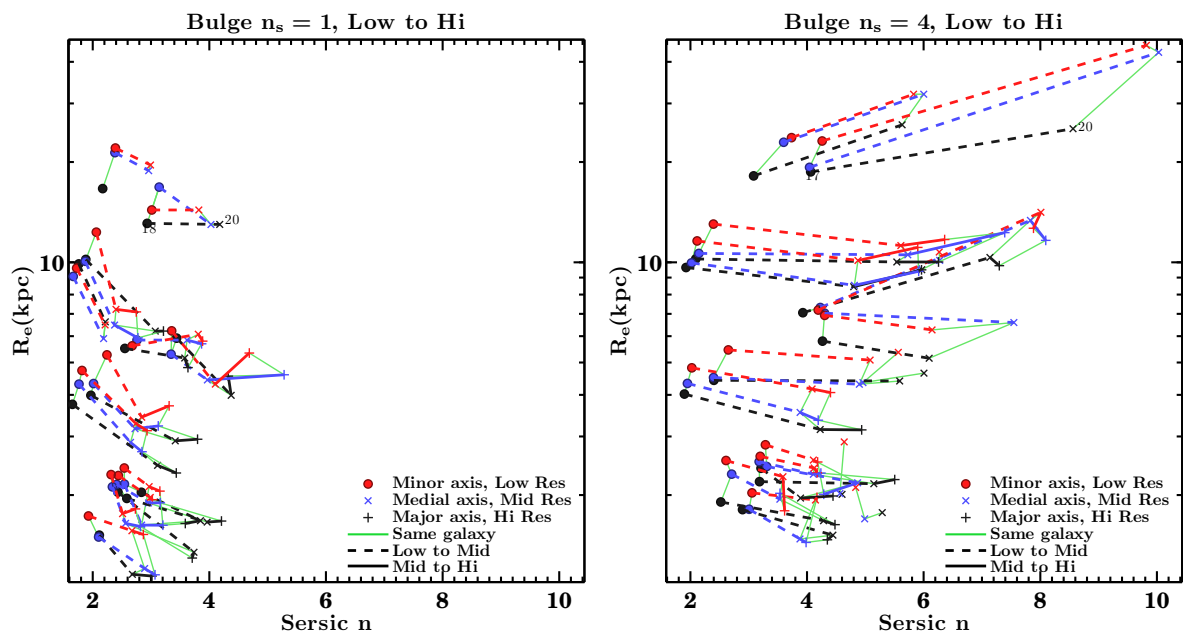 Bulge n_s = 1, Low to Hi
R_e(kpc)
10
20
18
Minor axis, Low Res
Medial axis, Mid Res
Major axis, Hi Res
Same galaxy
Low to Mid
Mid to Hi
2 4 6 8 10
Sersic n
Bulge n_s = 4, Low to Hi
R_e(kpc)
10
20
17
Minor axis, Low Res
Medial axis, Mid Res
Major axis, Hi Res
Same galaxy
Low to Mid
Mid to Hi
2 4 6 8 10
Sersic n